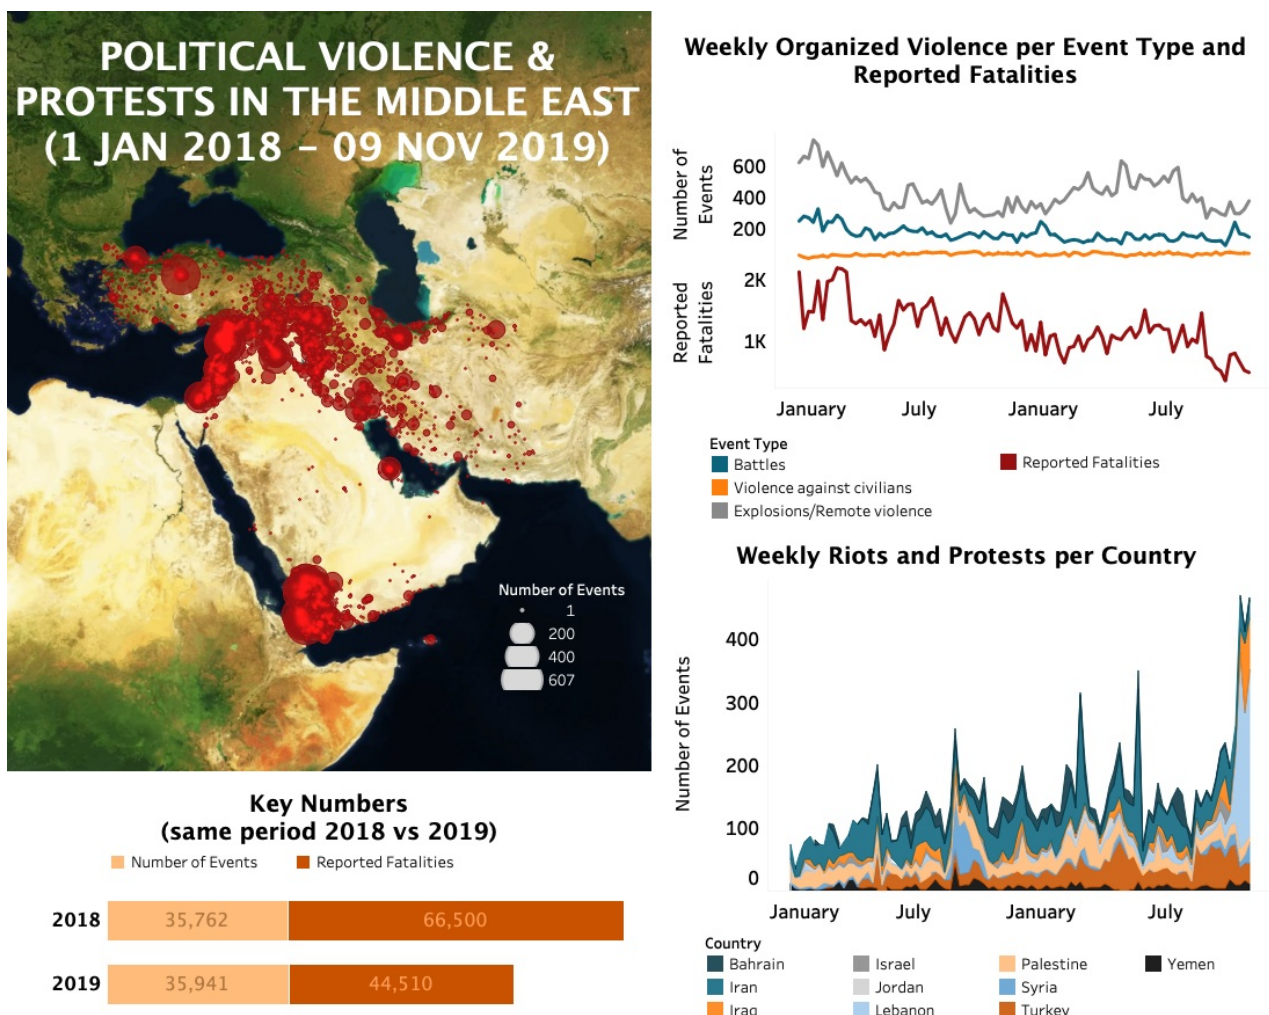 POLITICAL VIOLENCE &
PROTESTS IN THE MIDDLE EAST
(1 JAN 2018 – 09 NOV 2019)
Number of Events
1
200
400
607
Key Numbers
(same period 2018 vs 2019)
Number of Events
Reported Fatalities
2018
35,762
66,500
2019
35,941
44,510
Weekly Organized Violence per Event Type and
Reported Fatalities
Number of
Events
600
400
200
Reported
Fatalities
2K
1K
January
July
January
July
Event Type
Battles
Violence against civilians
Explosions/Remote violence
Reported Fatalities
Weekly Riots and Protests per Country
Number of Events
400
300
200
100
0
January
July
January
July
Country
Bahrain
Iran
Iraq
Israel
Jordan
Lebanon
Palestine
Syria
Turkey
Yemen